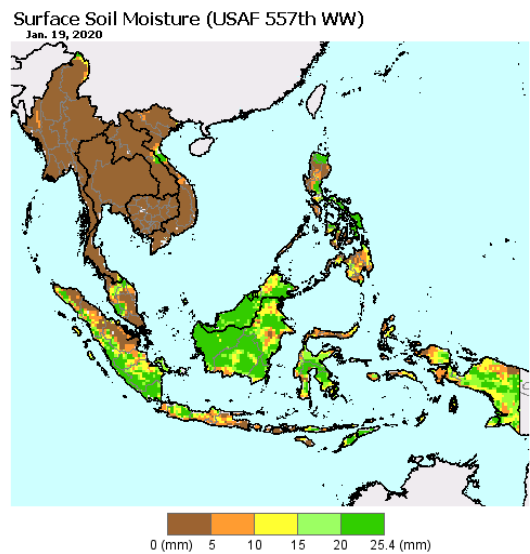 Surface Soil Moisture (USAF 557th WW)
Jan. 19, 2020
0 (mm) 5 10 15 20 25.4 (mm)